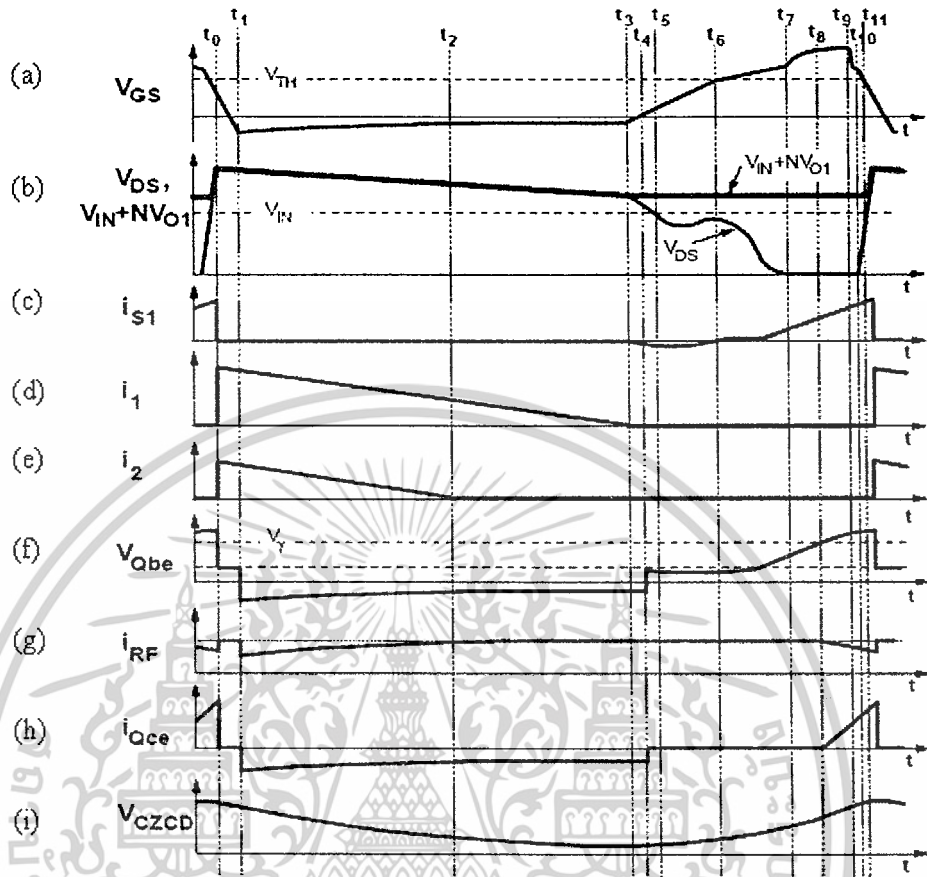 t0 t1 t2 t3 t4 t5 t6 t7 t8 t9 t10 t11
(a) VGS VTH t
(b) VDS, VIN+NVO1 VIN VIN+NVO1 VDS t
(c) iS1 t
(d) i1 t
(e) i2 t
(f) VQbe Vγ t
(g) iRF t
(h) iQce t
(i) VCZCD t